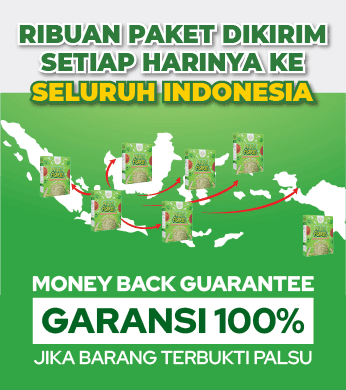 RIBUAN PAKET DIKIRIM
SETIAP HARINYA KE
SELURUH INDONESIA
MONEY BACK GUARANTEE
GARANSI 100%
JIKA BARANG TERBUKTI PALSU